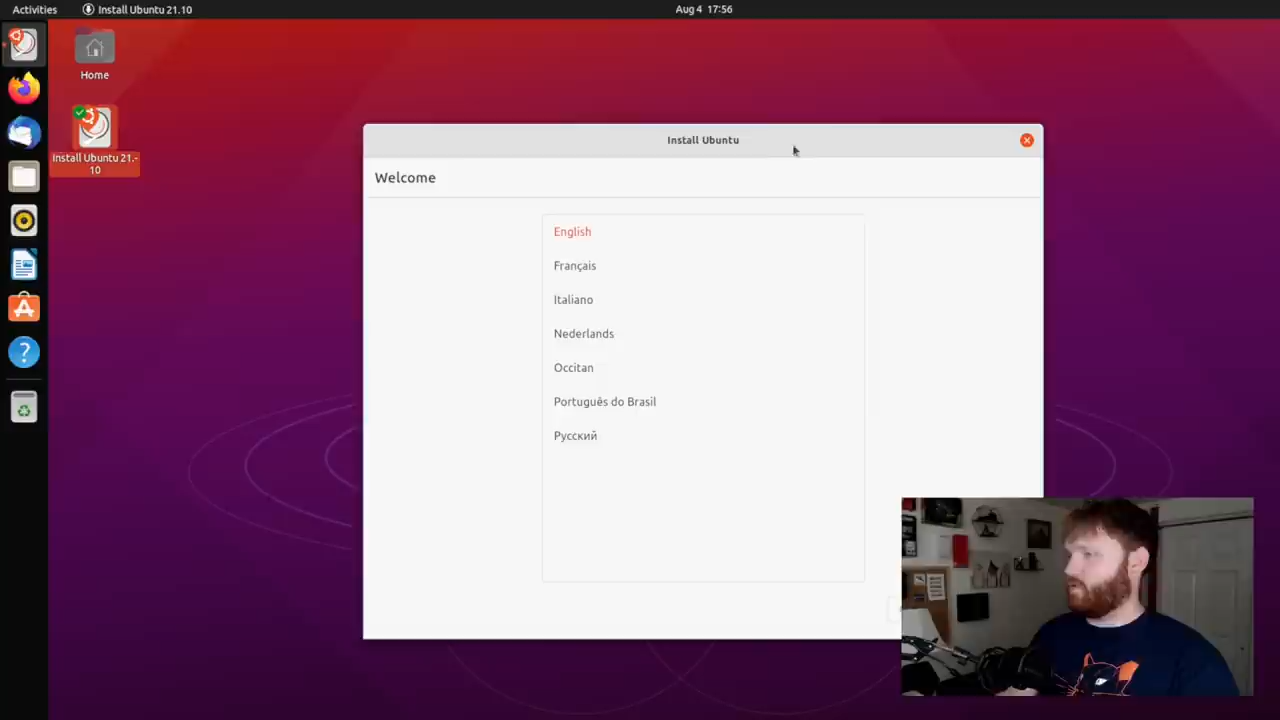 Activities
Install Ubuntu 21.10
Aug 4 17:56
Home
Install Ubuntu 21.-
10
Install Ubuntu
Welcome
English
Français
Italiano
Nederlands
Occitan
Português do Brasil
Русский